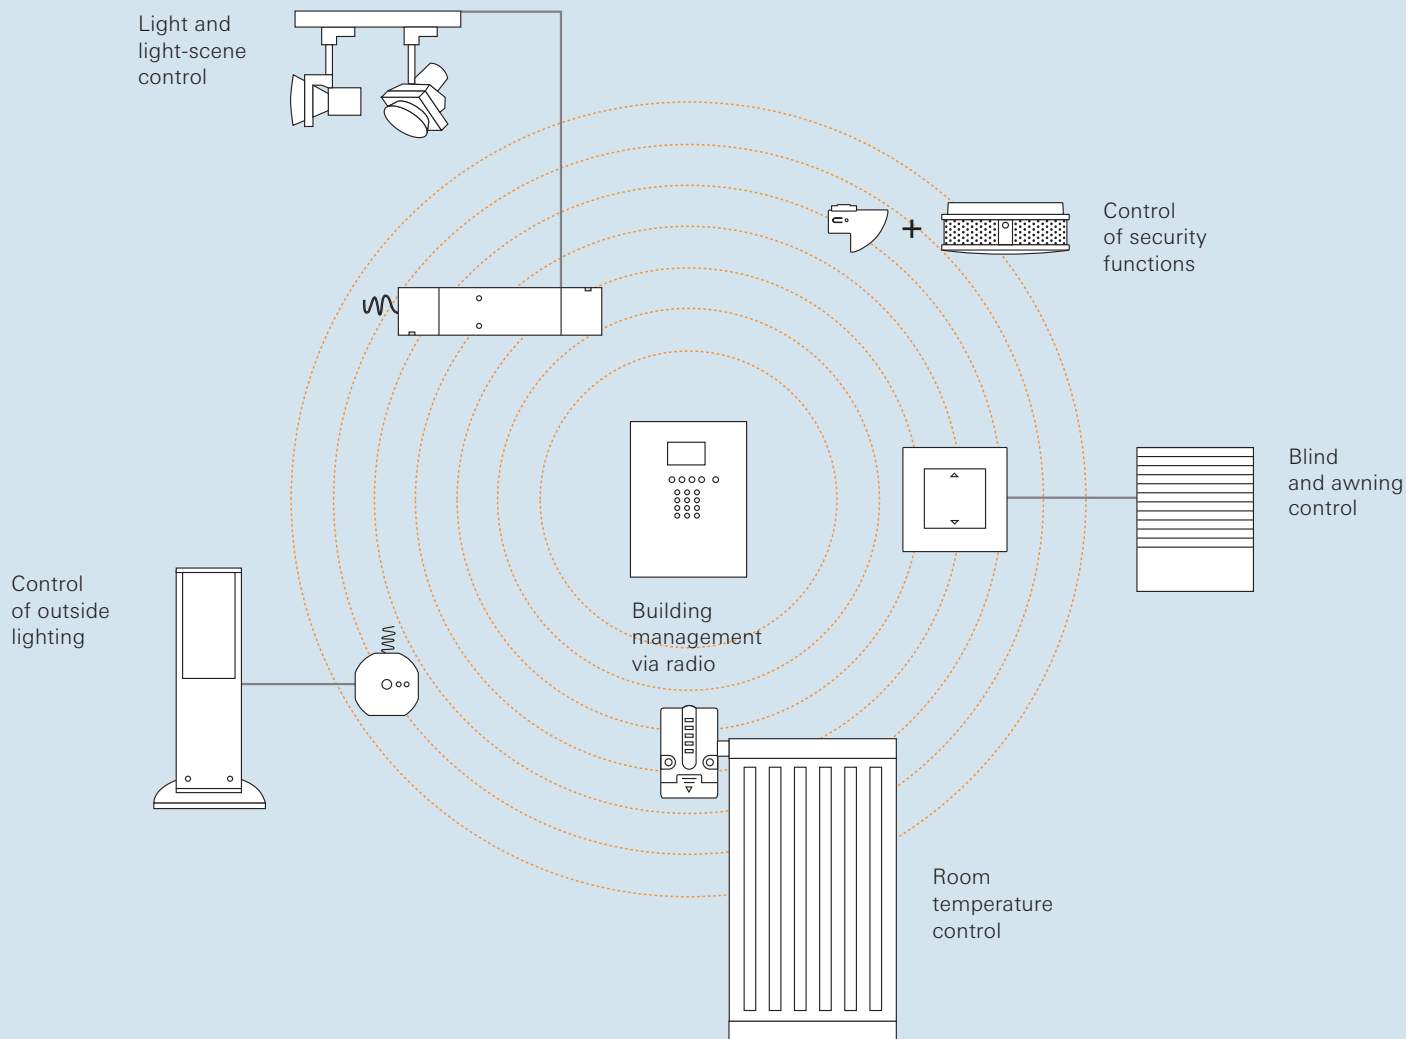 Light and
light-scene
control
Control
of security
functions
Blind
and awning
control
Control
of outside
lighting
Building
management
via radio
Room
temperature
control